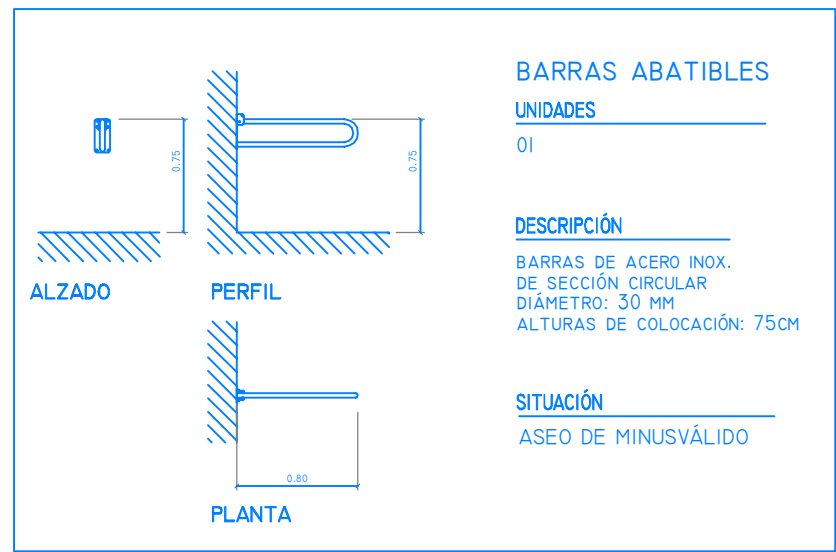 BARRAS ABATIBLES
UNIDADES
01
DESCRIPCIÓN
BARRAS DE ACERO INOX.
DE SECCIÓN CIRCULAR
DIÁMETRO: 30 MM
ALTURAS DE COLOCACIÓN: 75CM
SITUACIÓN
ASEO DE MINUSVÁLIDO
0.75
0.75
ALZADO
PERFIL
0.80
PLANTA